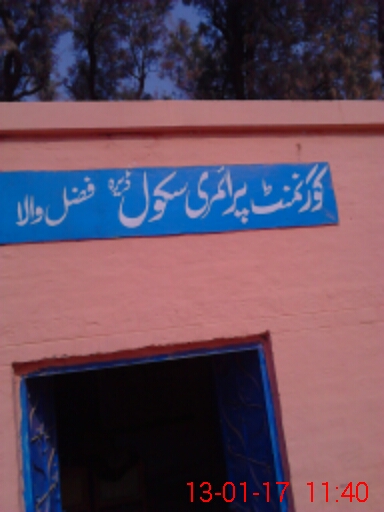 گورنمنٹ پرائمری سکول ڈیرہ فضل والا
13-01-17 11:40